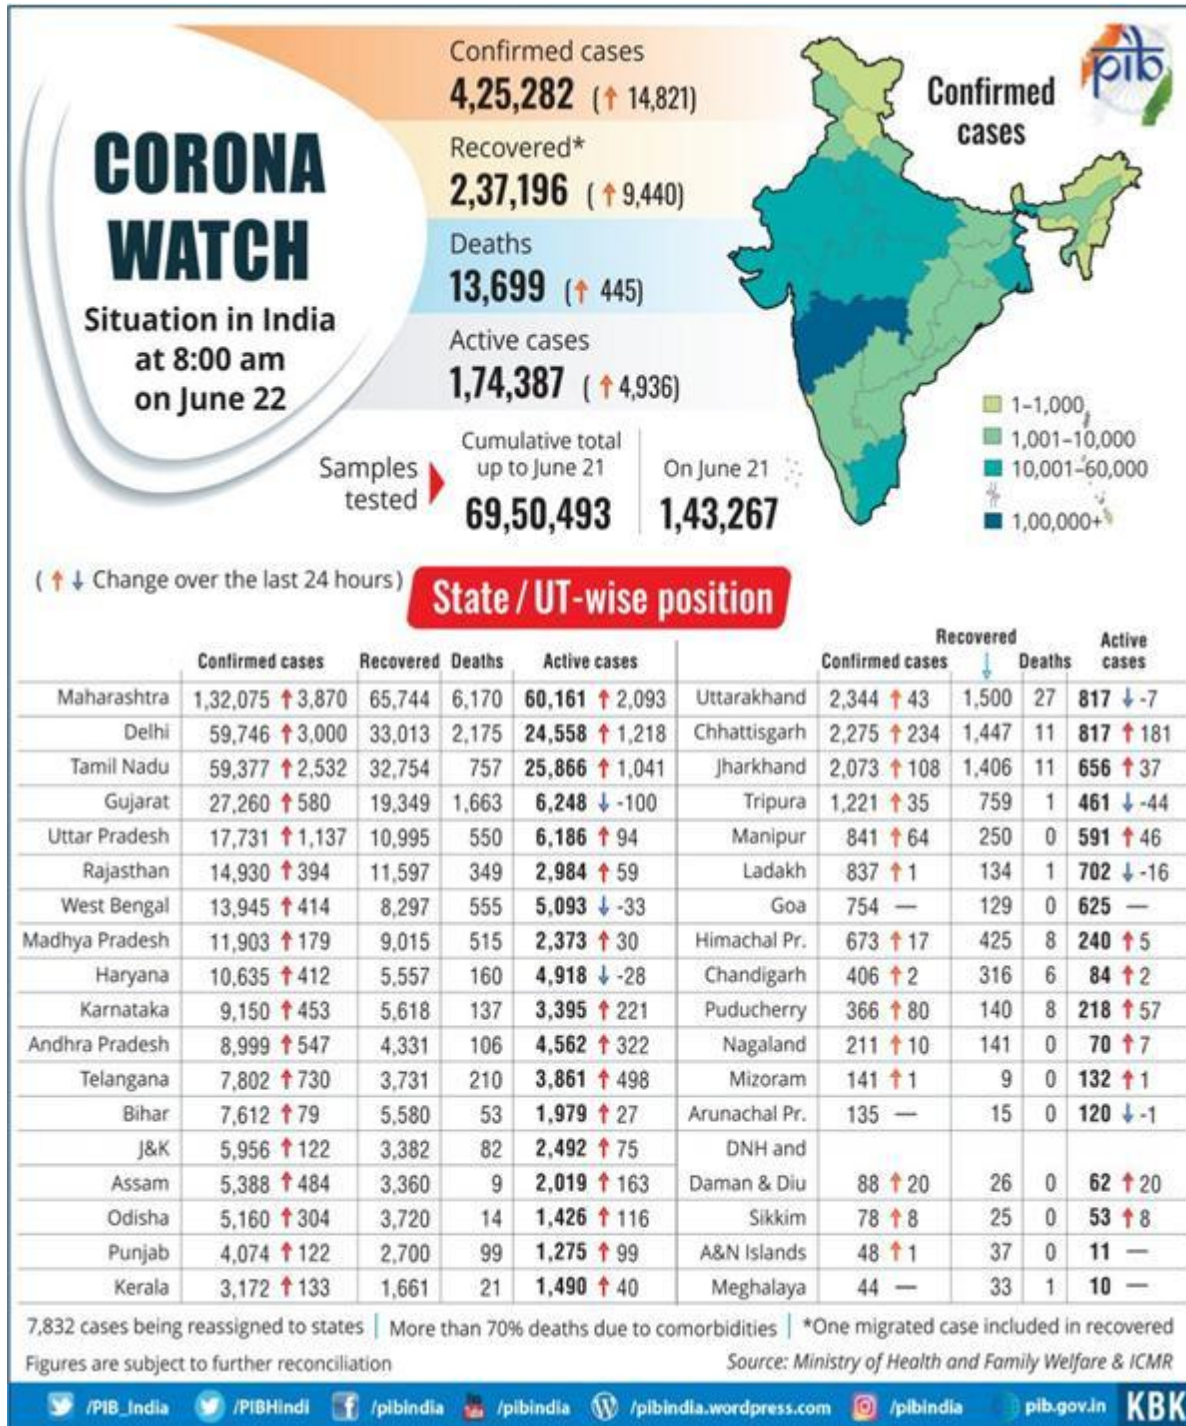 CORONA
WATCH
Situation in India
at 8:00 am
on June 22
Confirmed cases
4,25,282 (↑ 14,821)
Recovered*
2,37,196 (↑ 9,440)
Deaths
13,699 (↑ 445)
Active cases
1,74,387 (↑ 4,936)
Samples
tested
Cumulative total
up to June 21
69,50,493
On June 21
1,43,267
Confirmed
cases
pib
1–1,000
1,001–10,000
10,001–60,000
1,00,000+
(↑ ↓ Change over the last 24 hours)
State / UT-wise position
Confirmed cases Recovered Deaths Active cases
Maharashtra 1,32,075 ↑ 3,870 65,744 6,170 60,161 ↑ 2,093
Delhi 59,746 ↑ 3,000 33,013 2,175 24,558 ↑ 1,218
Tamil Nadu 59,377 ↑ 2,532 32,754 757 25,866 ↑ 1,041
Gujarat 27,260 ↑ 580 19,349 1,663 6,248 ↓ -100
Uttar Pradesh 17,731 ↑ 1,137 10,995 550 6,186 ↑ 94
Rajasthan 14,930 ↑ 394 11,597 349 2,984 ↑ 59
West Bengal 13,945 ↑ 414 8,297 555 5,093 ↓ -33
Madhya Pradesh 11,903 ↑ 179 9,015 515 2,373 ↑ 30
Haryana 10,635 ↑ 412 5,557 160 4,918 ↓ -28
Karnataka 9,150 ↑ 453 5,618 137 3,395 ↑ 221
Andhra Pradesh 8,999 ↑ 547 4,331 106 4,562 ↑ 322
Telangana 7,802 ↑ 730 3,731 210 3,861 ↑ 498
Bihar 7,612 ↑ 79 5,580 53 1,979 ↑ 27
J&K 5,956 ↑ 122 3,382 82 2,492 ↑ 75
Assam 5,388 ↑ 484 3,360 9 2,019 ↑ 163
Odisha 5,160 ↑ 304 3,720 14 1,426 ↑ 116
Punjab 4,074 ↑ 122 2,700 99 1,275 ↑ 99
Kerala 3,172 ↑ 133 1,661 21 1,490 ↑ 40
Recovered Active
Confirmed cases ↓ Deaths cases
Uttarakhand 2,344 ↑ 43 1,500 27 817 ↓ -7
Chhattisgarh 2,275 ↑ 234 1,447 11 817 ↑ 181
Jharkhand 2,073 ↑ 108 1,406 11 656 ↑ 37
Tripura 1,221 ↑ 35 759 1 461 ↓ -44
Manipur 841 ↑ 64 250 0 591 ↑ 46
Ladakh 837 ↑ 1 134 1 702 ↓ -16
Goa 754 — 129 0 625 —
Himachal Pr. 673 ↑ 17 425 8 240 ↑ 5
Chandigarh 406 ↑ 2 316 6 84 ↑ 2
Puducherry 366 ↑ 80 140 8 218 ↑ 57
Nagaland 211 ↑ 10 141 0 70 ↑ 7
Mizoram 141 ↑ 1 9 0 132 ↑ 1
Arunachal Pr. 135 — 15 0 120 ↓ -1
DNH and
Daman & Diu 88 ↑ 20 26 0 62 ↑ 20
Sikkim 78 ↑ 8 25 0 53 ↑ 8
A&N Islands 48 ↑ 1 37 0 11 —
Meghalaya 44 — 33 1 10 —
7,832 cases being reassigned to states | More than 70% deaths due to comorbidities | *One migrated case included in recovered
Figures are subject to further reconciliation
Source: Ministry of Health and Family Welfare & ICMR
/PIB_India /PIBHindi /pibindia /pibindia /pibindia.wordpress.com /pibindia pib.gov.in KBK